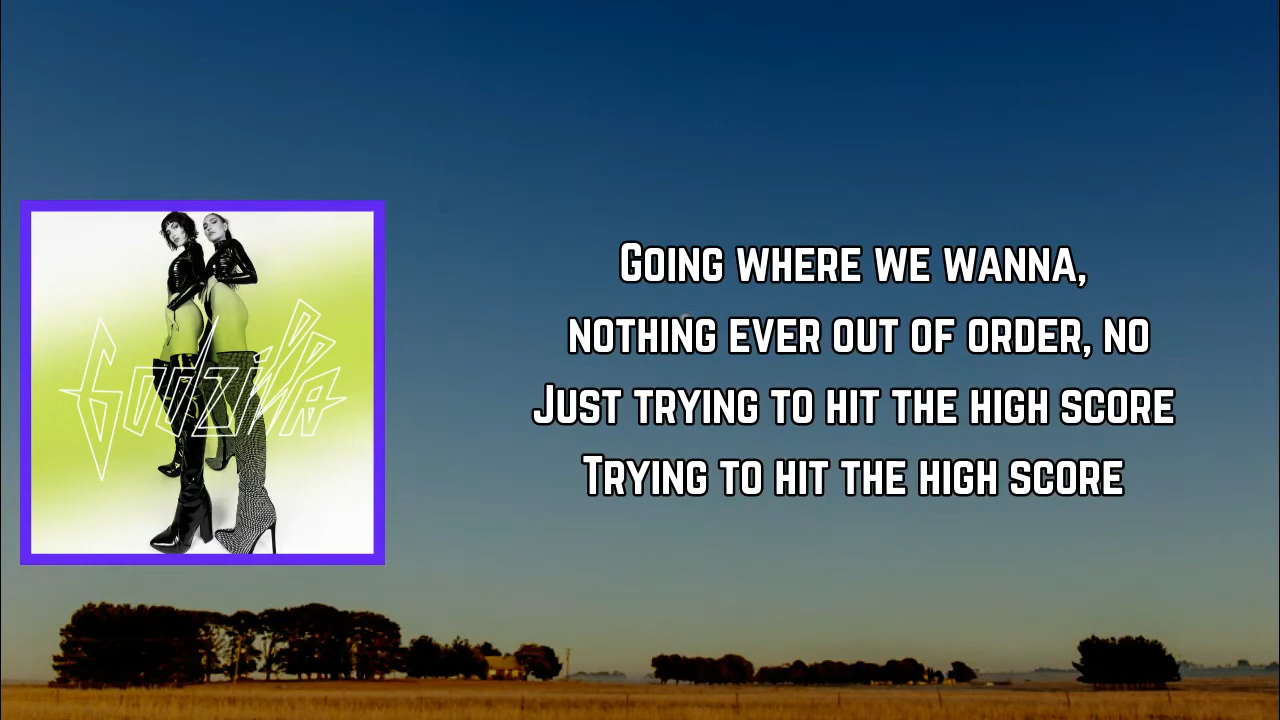 Godzilla
Going where we wanna,
nothing ever out of order, no
Just trying to hit the high score
Trying to hit the high score